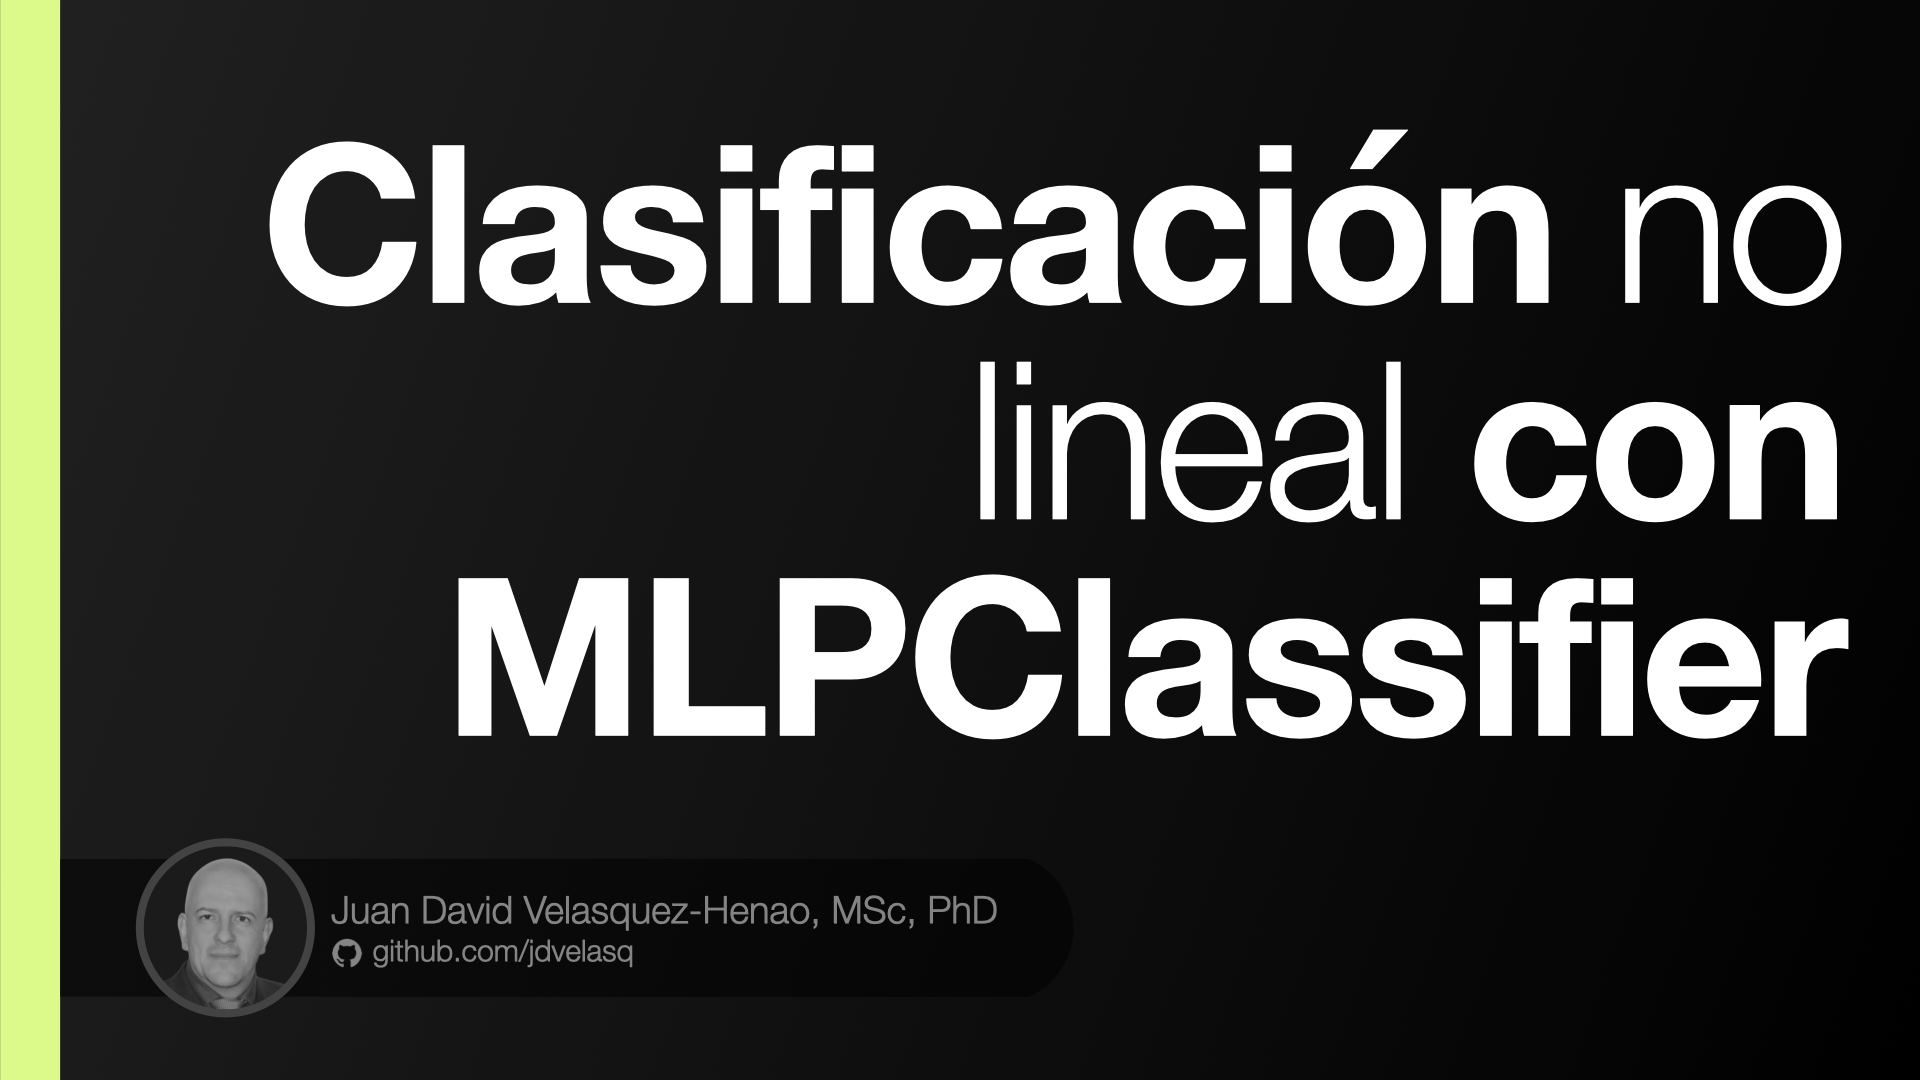 Clasificación no
lineal con
MLPClassifier
Juan David Velasquez-Henao, MSc, PhD
github.com/jdvelasq